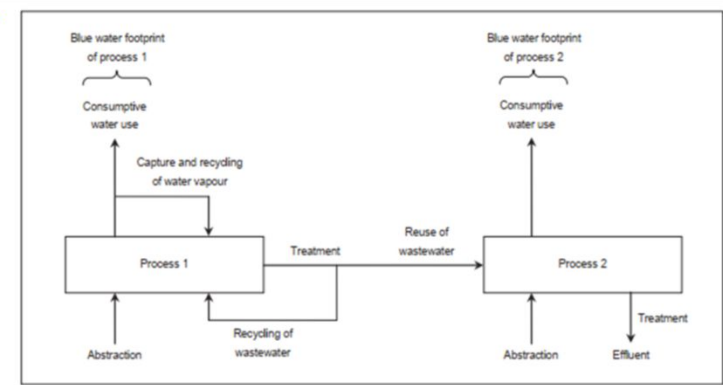 Blue water footprint
of process 1
Blue water footprint
of process 2
Consumptive
water use
Consumptive
water use
Capture and recycling
of water vapour
Process 1
Treatment
Reuse of
wastewater
Process 2
Recycling of
wastewater
Treatment
Abstraction
Abstraction
Effluent